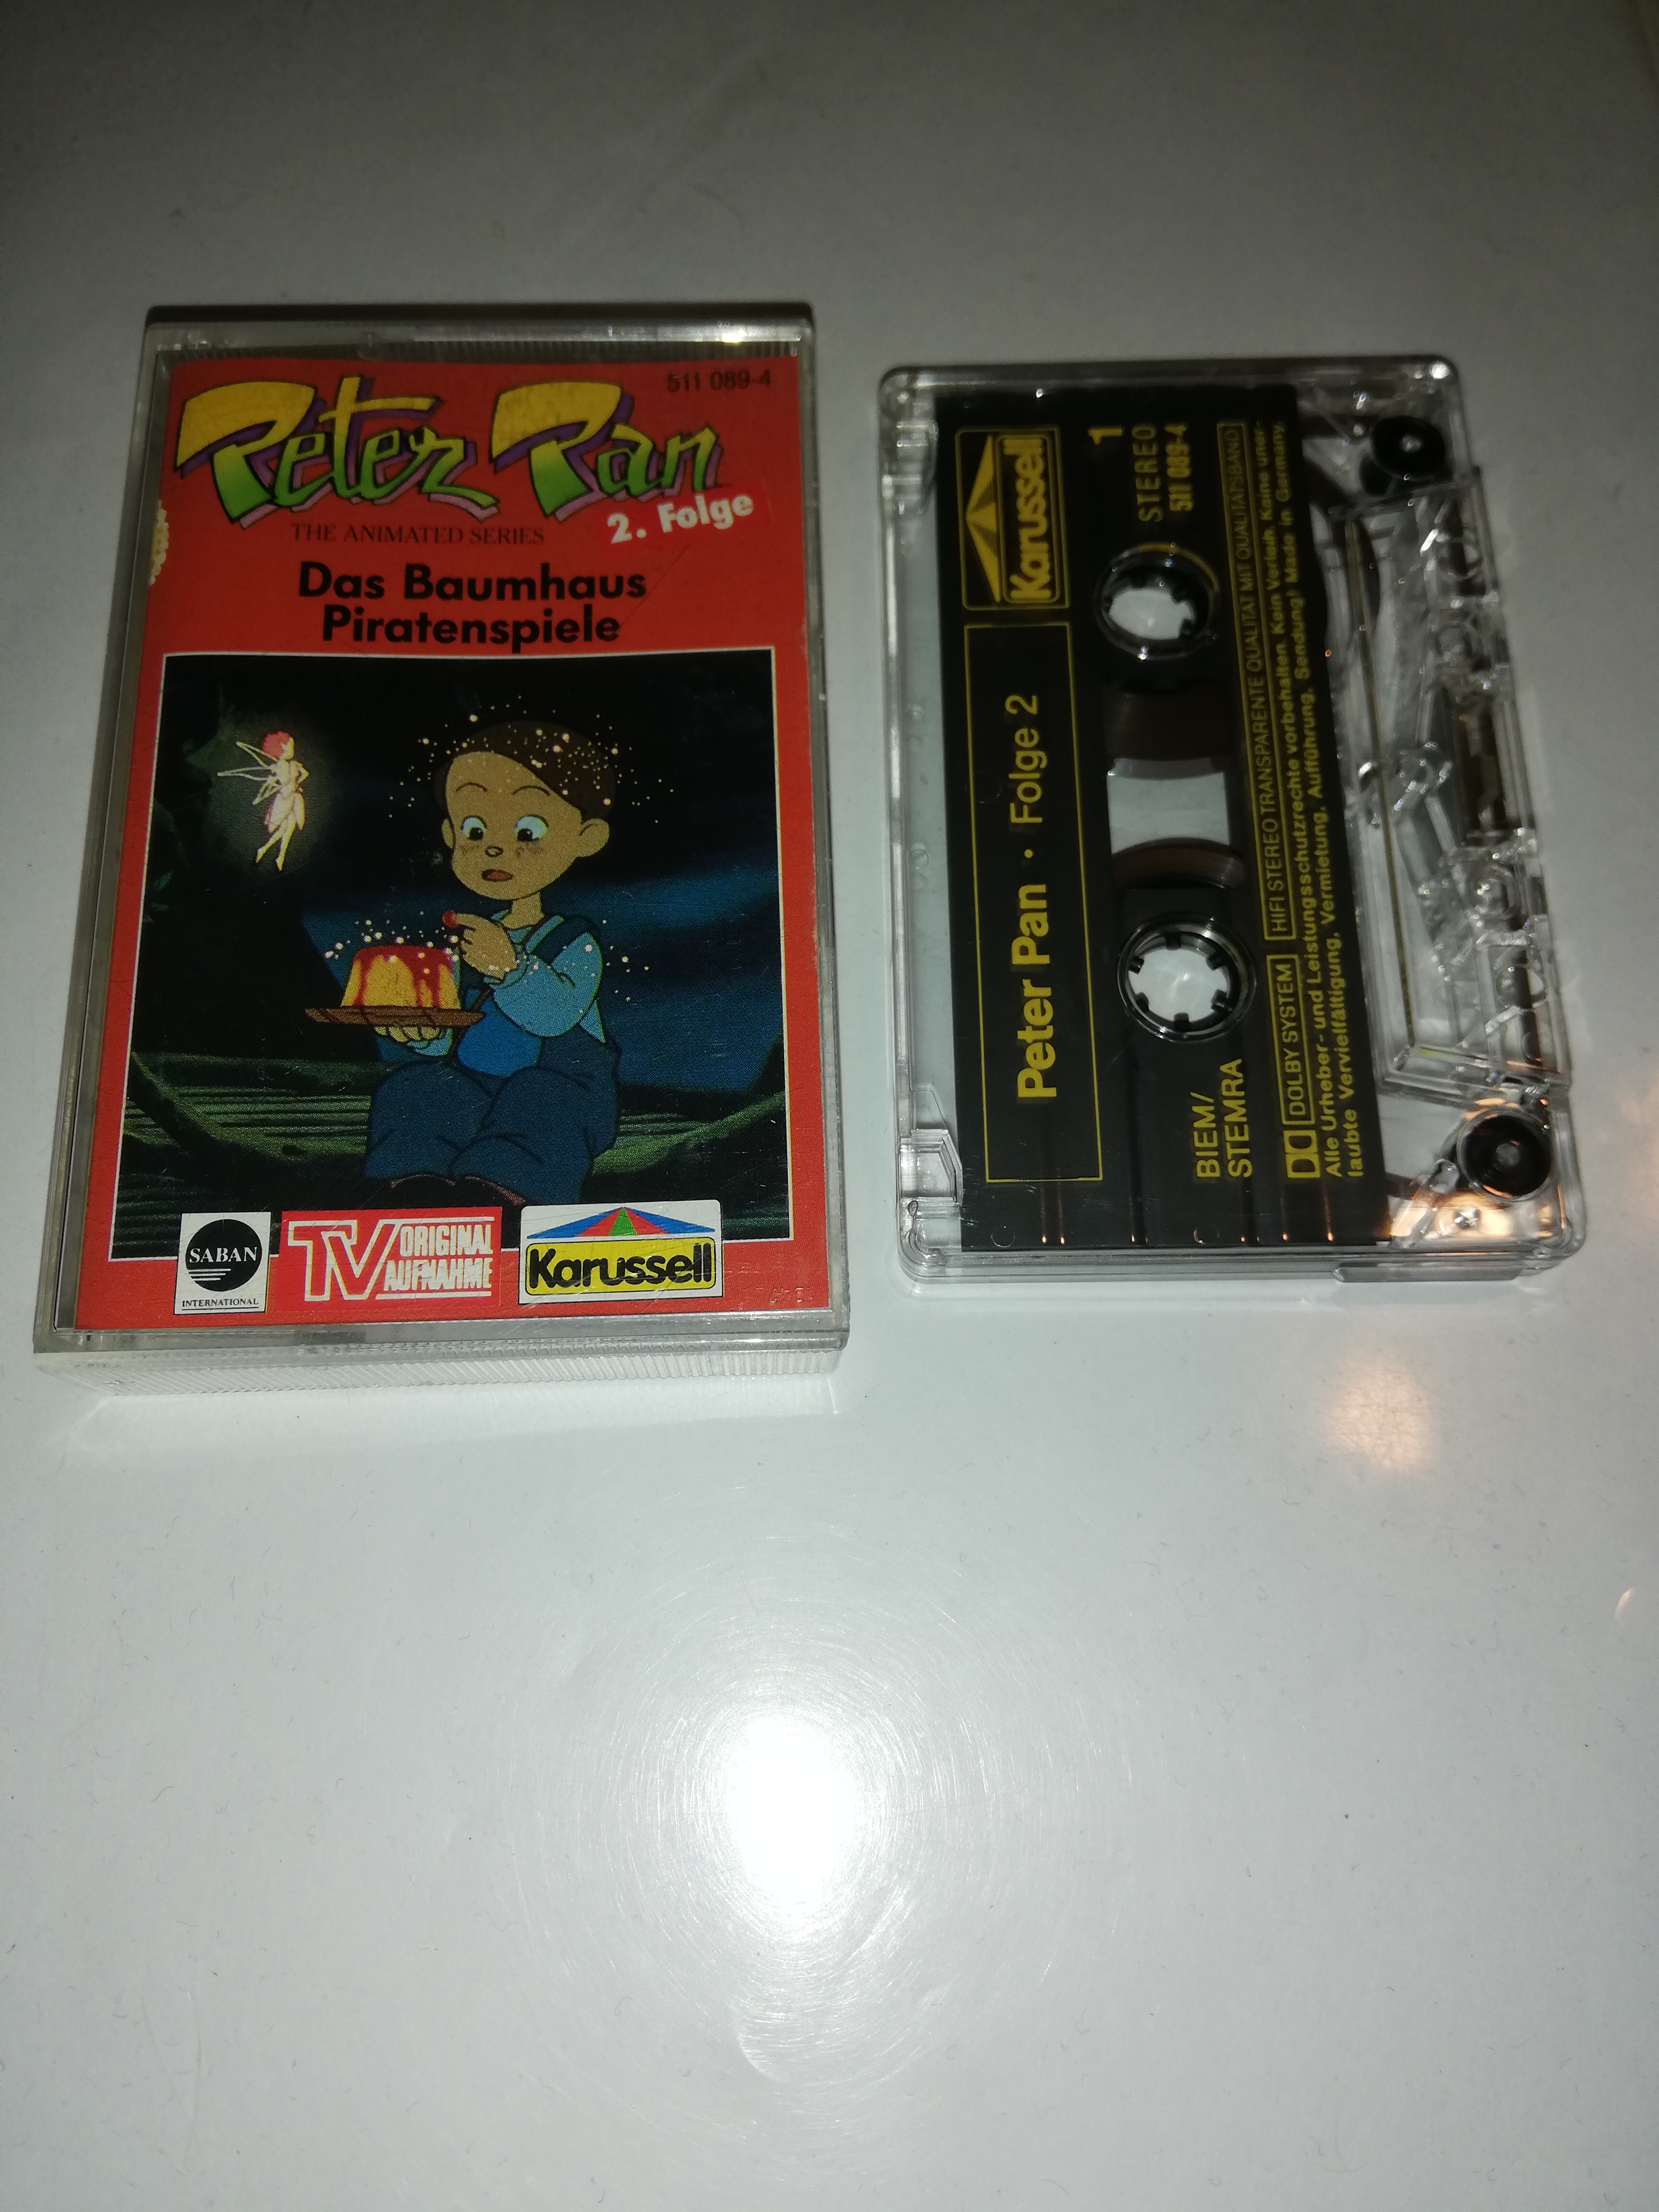 511 089-4
Peter Pan
THE ANIMATED SERIES
2. Folge
Das Baumhaus
Piratenspiele
SABAN
INTERNATIONAL
TV ORIGINAL
AUFNAHME
Karussell
Karussell
Peter Pan • Folge 2
1
STEREO
511 089-4
BIEM/
STEMRA
DOLBY SYSTEM HIFI STEREO TRANSPARENTE QUALITÄT MIT QUALITÄTSBAND
Alle Urheber- und Leistungsschutzrechte vorbehalten. Kein Verleih. Keine uner-
laubte Vervielfältigung, Vermietung, Aufführung, Sendung! Made in Germany.